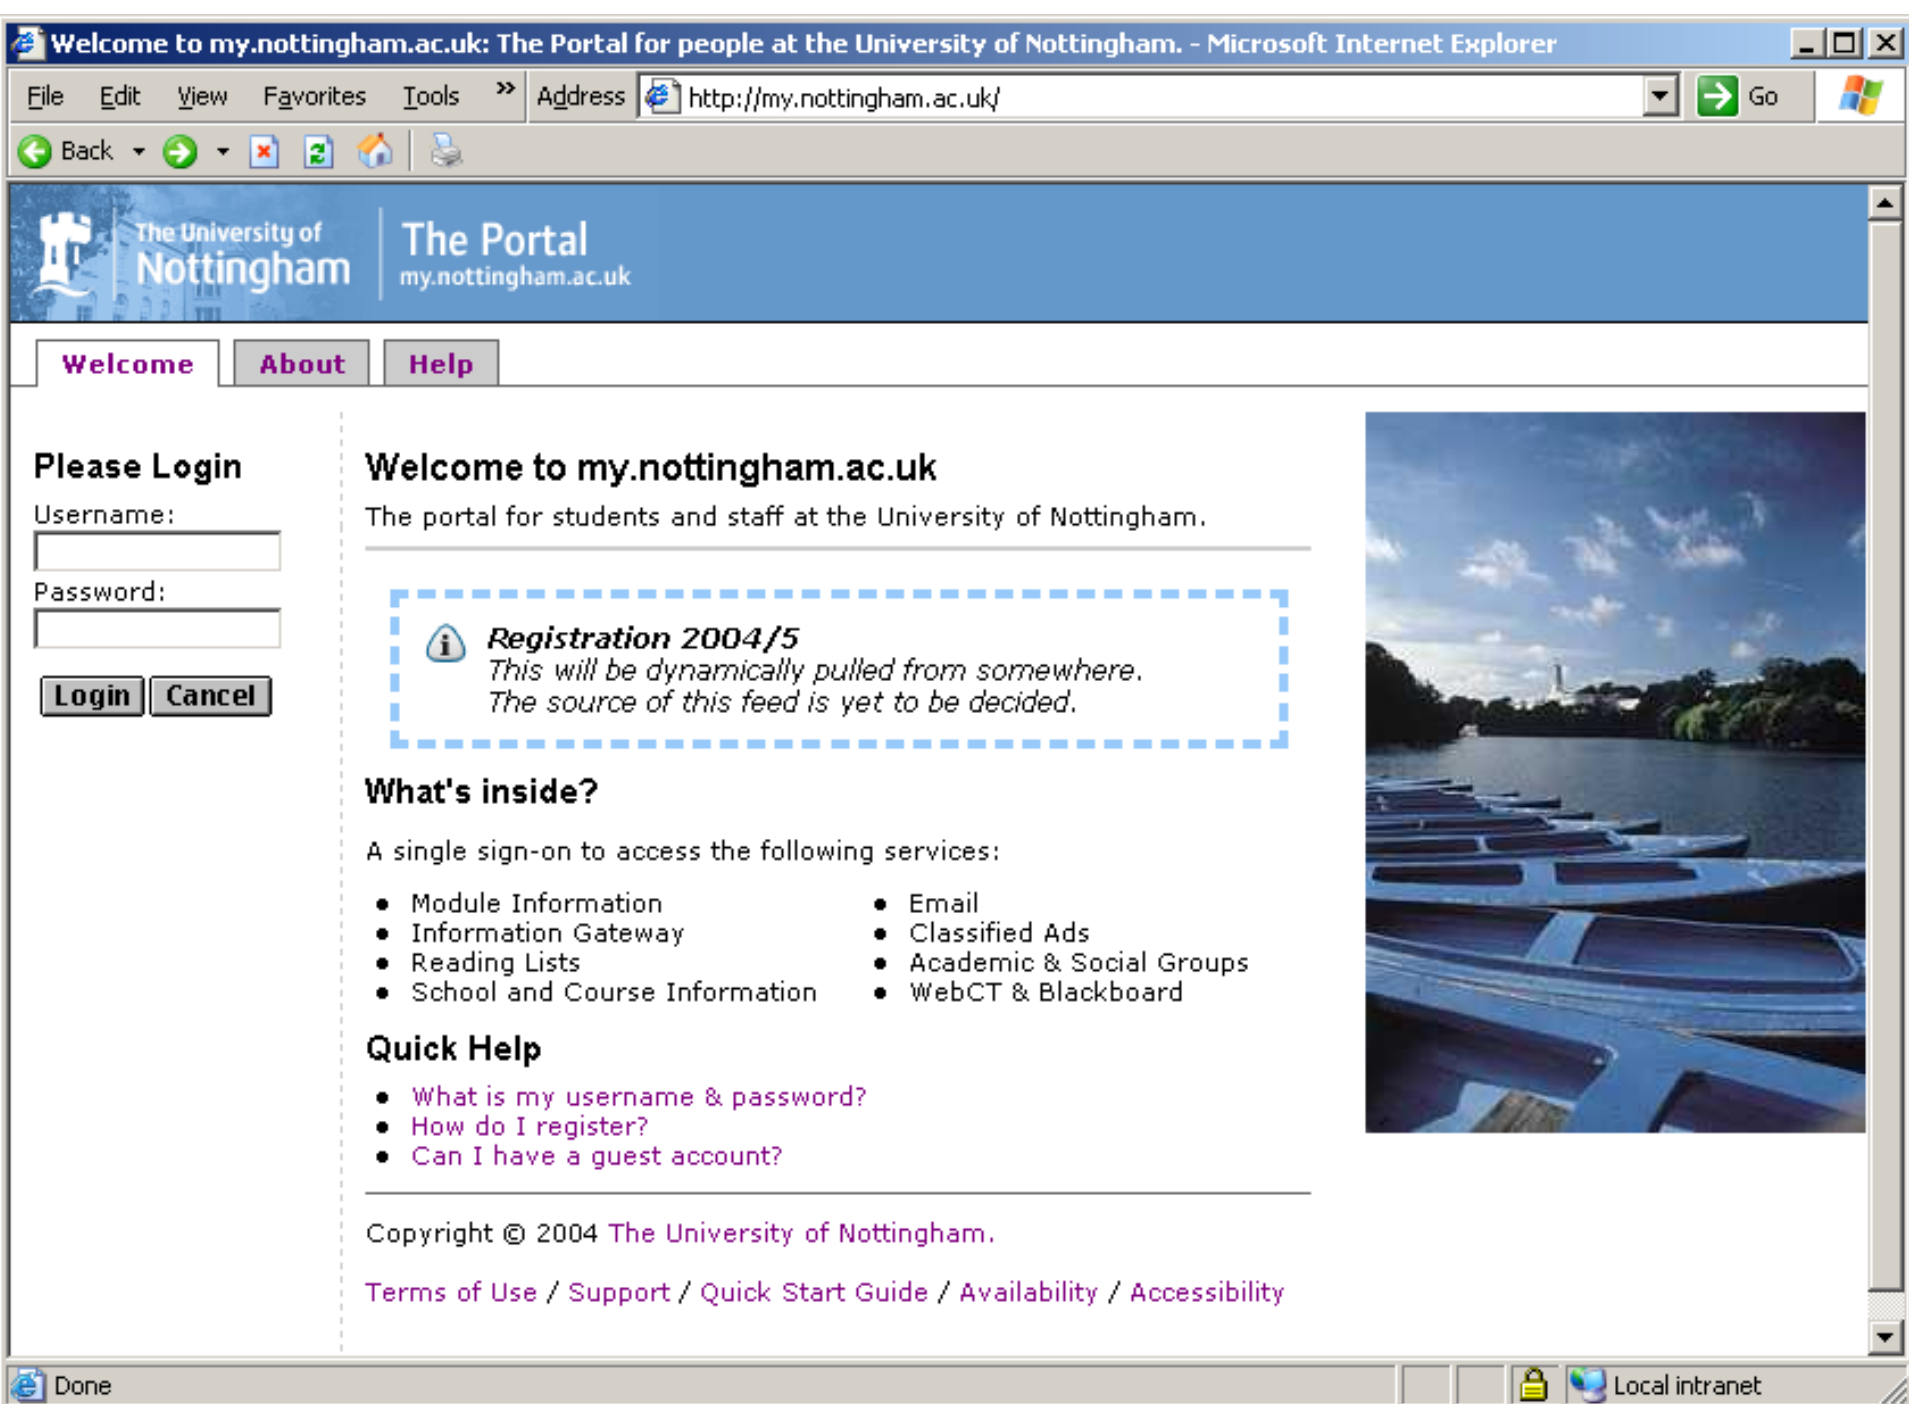 Welcome to my.nottingham.ac.uk: The Portal for people at the University of Nottingham. - Microsoft Internet Explorer
File Edit View Favorites Tools » Address http://my.nottingham.ac.uk/ Go
Back
The University of
Nottingham
The Portal
my.nottingham.ac.uk
Welcome About Help
Please Login
Username:
Password:
Login Cancel
Welcome to my.nottingham.ac.uk
The portal for students and staff at the University of Nottingham.
Registration 2004/5
This will be dynamically pulled from somewhere.
The source of this feed is yet to be decided.
What's inside?
A single sign-on to access the following services:
• Module Information
• Information Gateway
• Reading Lists
• School and Course Information
• Email
• Classified Ads
• Academic & Social Groups
• WebCT & Blackboard
Quick Help
• What is my username & password?
• How do I register?
• Can I have a guest account?
Copyright © 2004 The University of Nottingham.
Terms of Use / Support / Quick Start Guide / Availability / Accessibility
Done
Local intranet